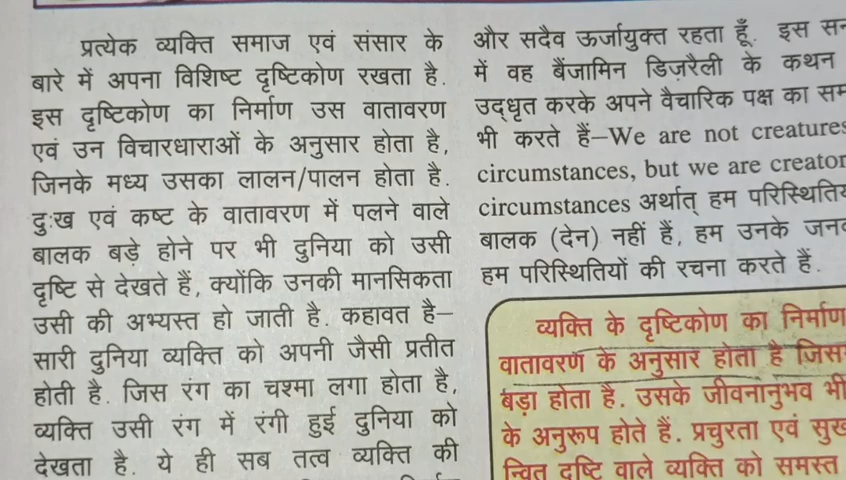 प्रत्येक व्यक्ति समाज एवं संसार के
बारे में अपना विशिष्ट दृष्टिकोण रखता है.
इस दृष्टिकोण का निर्माण उस वातावरण
एवं उन विचारधाराओं के अनुसार होता है,
जिनके मध्य उसका लालन/पालन होता है.
दुःख एवं कष्ट के वातावरण में पलने वाले
बालक बड़े होने पर भी दुनिया को उसी
दृष्टि से देखते हैं, क्योंकि उनकी मानसिकता
उसी की अभ्यस्त हो जाती है. कहावत है–
सारी दुनिया व्यक्ति को अपनी जैसी प्रतीत
होती है. जिस रंग का चश्मा लगा होता है,
व्यक्ति उसी रंग में रंगी हुई दुनिया को
देखता है. ये ही सब तत्व व्यक्ति की
और सदैव ऊर्जायुक्त रहता हूँ. इस
में वह बैंजामिन डिज़रैली के कथन
उद्धृत करके अपने वैचारिक पक्ष का
भी करते हैं–We are not creatures
circumstances, but we are creator
circumstances अर्थात् हम
बालक (देन) नहीं हैं, हम उनके
हम परिस्थितियों की रचना करते हैं.
व्यक्ति के दृष्टिकोण का निर्माण
वातावरण के अनुसार होता है जिस
बड़ा होता है. उसके जीवनानुभव भी
के अनुरूप होते हैं. प्रचुरता एवं
न्वित दृष्टि वाले व्यक्ति को समस्त